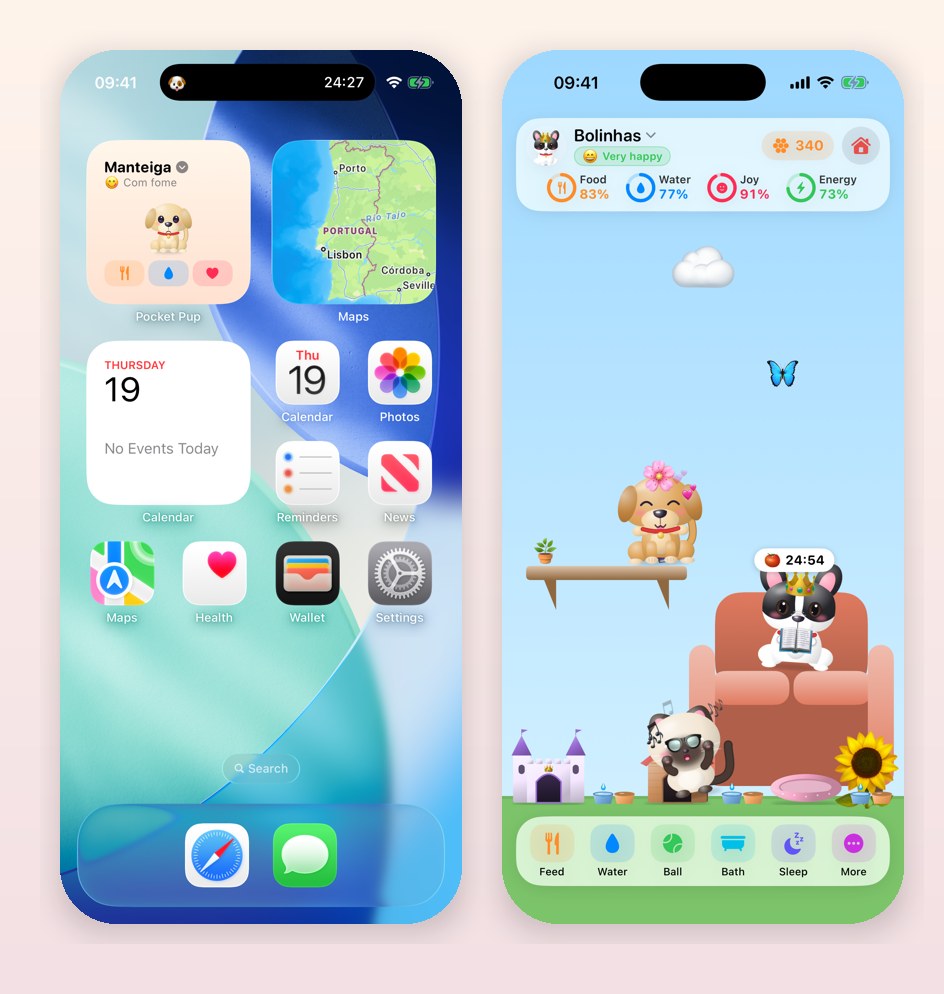 09:41
24:27
Manteiga
Com fome
Pocket Pup
Porto
Río Tajo
PORTUGAL
Lisbon
Córdoba
Seville
Maps
THURSDAY
19
No Events Today
Calendar
Thu
19
Calendar
Photos
Reminders
News
Maps
Health
Wallet
Settings
Search
09:41
Bolinhas
Very happy
340
Food
83%
Water
77%
Joy
91%
Energy
73%
24:54
Feed
Water
Ball
Bath
Sleep
More